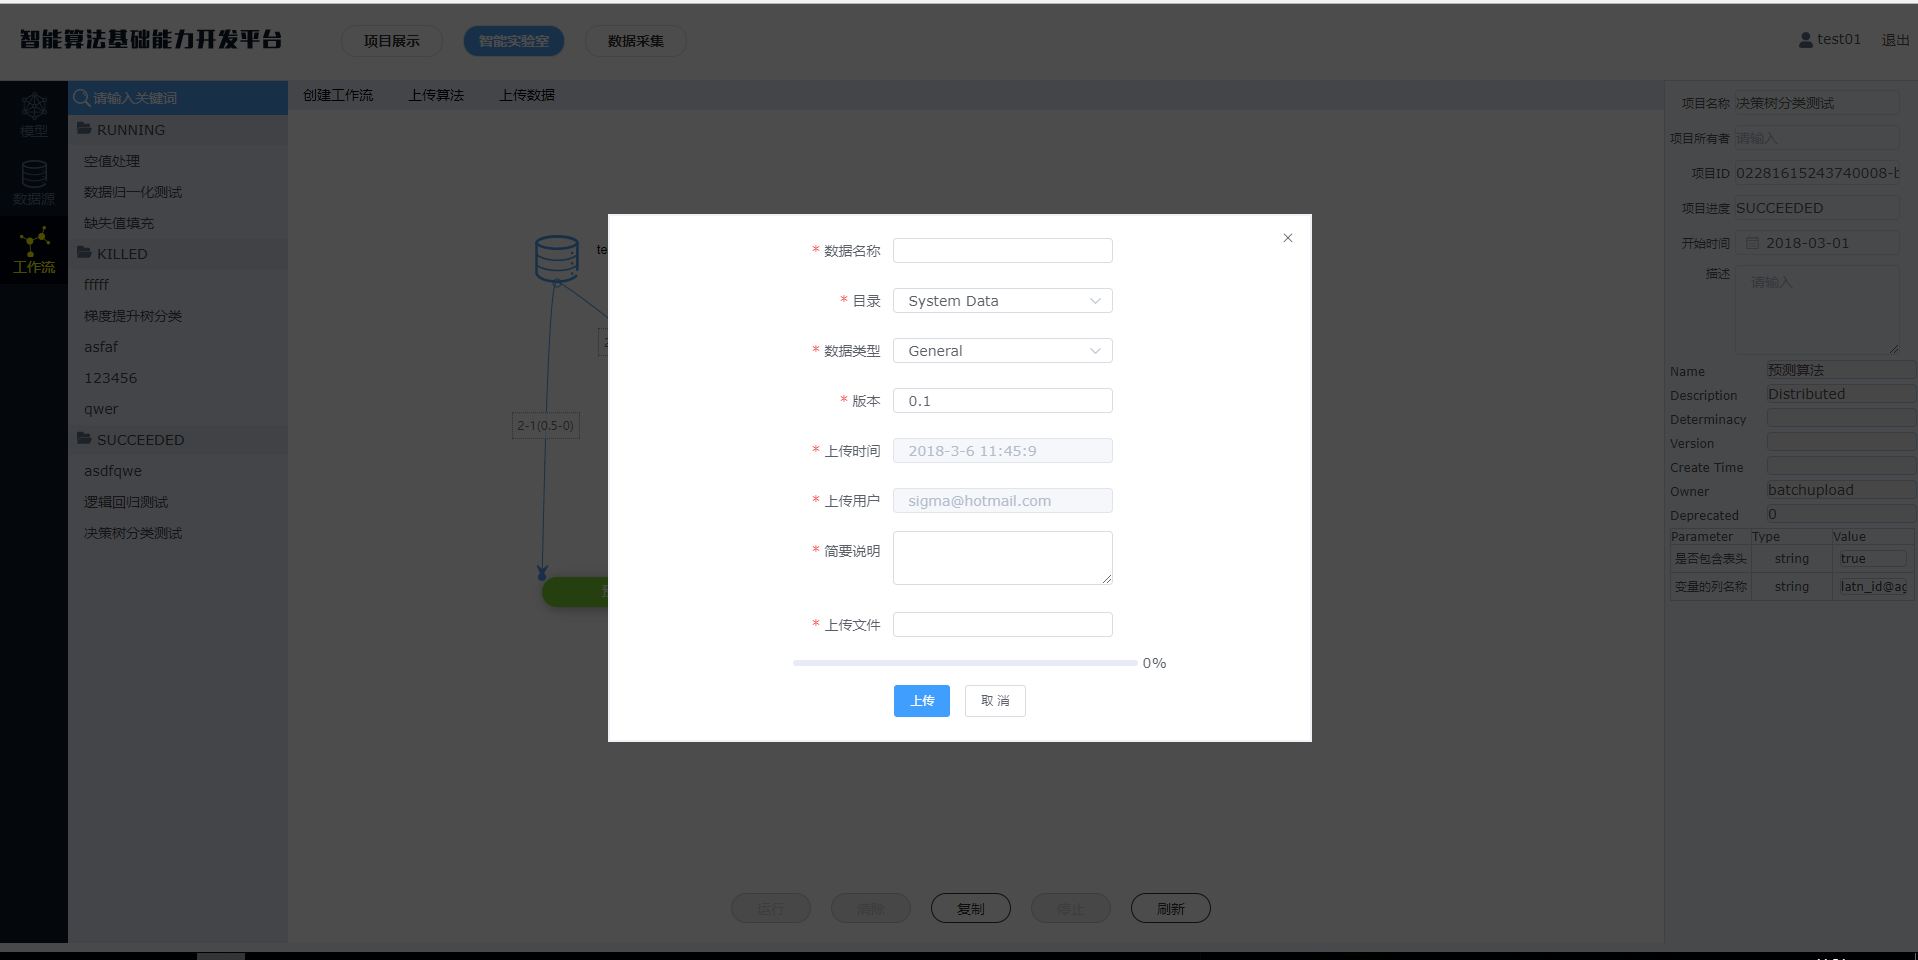 智能算法基础能力开发平台
项目展示 智能实验室 数据采集
test01 退出
模型
数据源
工作流
请输入关键词
RUNNING
空值处理
数据归一化测试
缺失值填充
KILLED
fffff
梯度提升树分类
asfaf
123456
qwer
SUCCEEDED
asdfqwe
逻辑回归测试
决策树分类测试
创建工作流 上传算法 上传数据
te
2-1(0.5-0)
* 数据名称
* 目录 System Data
* 数据类型 General
* 版本 0.1
* 上传时间 2018-3-6 11:45:9
* 上传用户 sigma@hotmail.com
* 简要说明
* 上传文件
0%
上传 取消
运行 清除 复制 停止 刷新
项目名称 决策树分类测试
项目所有者 请输入
项目ID 02281615243740008-b
项目进度 SUCCEEDED
开始时间 2018-03-01
描述 请输入
Name 预测算法
Description Distributed
Determinacy
Version
Create Time
Owner batchupload
Deprecated 0
Parameter Type Value
是否包含表头 string true
变量的列名称 string latn_id@ag